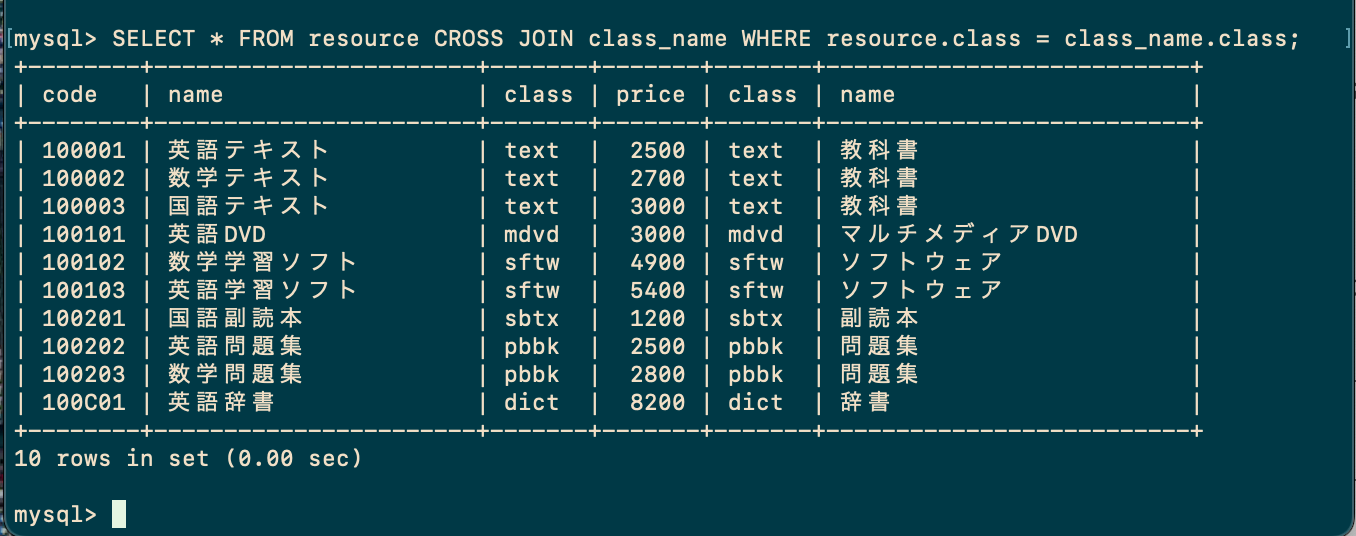 mysql> SELECT * FROM resource CROSS JOIN class_name WHERE resource.class = class_name.class;
+--------+-----------------------+-------+-------+-------+--------------------------+
| code   | name                  | class | price | class | name                     |
+--------+-----------------------+-------+-------+-------+--------------------------+
| 100001 | 英語テキスト | text | 2500 | text | 教科書 |
| 100002 | 数学テキスト | text | 2700 | text | 教科書 |
| 100003 | 国語テキスト | text | 3000 | text | 教科書 |
| 100101 | 英語DVD | mdvd | 3000 | mdvd | マルチメディアDVD |
| 100102 | 数学学習ソフト | sftw | 4900 | sftw | ソフトウェア |
| 100103 | 英語学習ソフト | sftw | 5400 | sftw | ソフトウェア |
| 100201 | 国語副読本 | sbtx | 1200 | sbtx | 副読本 |
| 100202 | 英語問題集 | pbbk | 2500 | pbbk | 問題集 |
| 100203 | 数学問題集 | pbbk | 2800 | pbbk | 問題集 |
| 100C01 | 英語辞書 | dict | 8200 | dict | 辞書 |
+--------+-----------------------+-------+-------+-------+--------------------------+
10 rows in set (0.00 sec)
mysql>